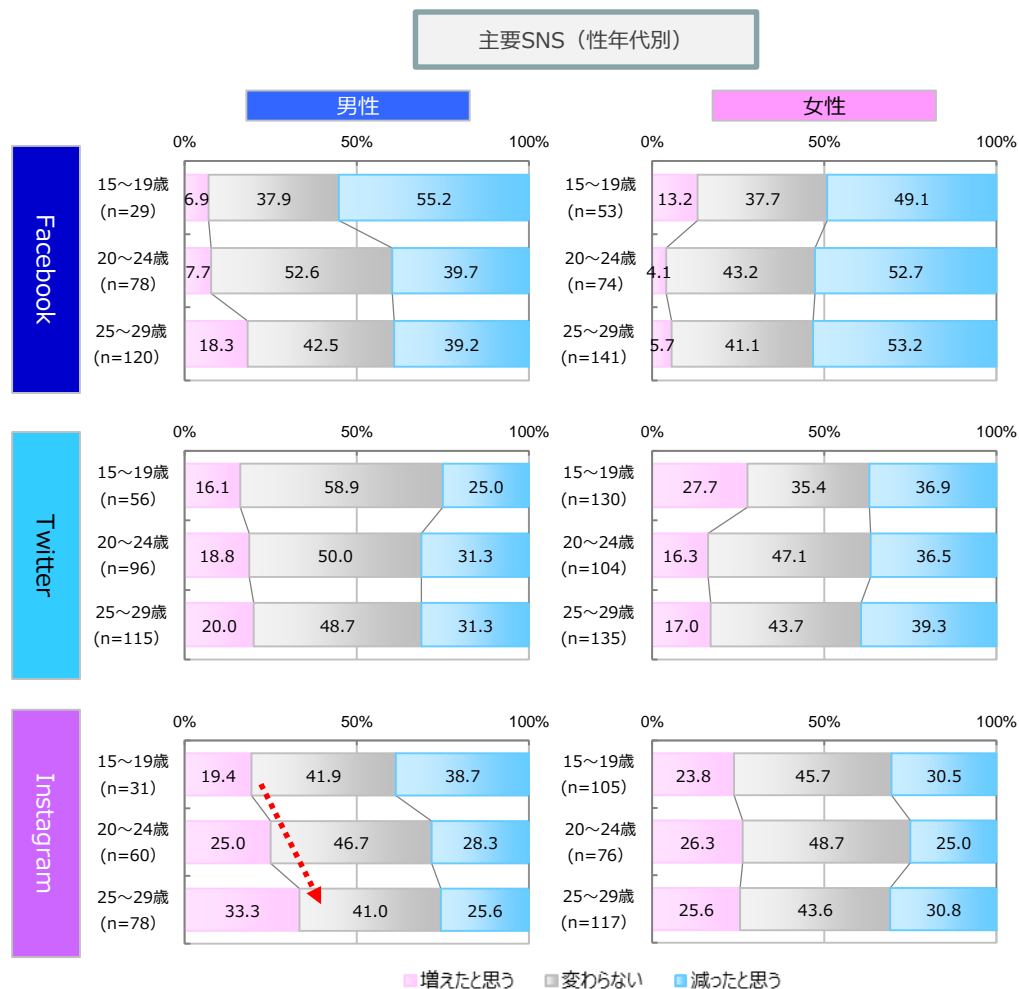 主要SNS（性年代別）
男性
女性
Facebook
0%
50%
100%
15～19歳
(n=29)
6.9
37.9
55.2
20～24歳
(n=78)
7.7
52.6
39.7
25～29歳
(n=120)
18.3
42.5
39.2
0%
50%
100%
15～19歳
(n=53)
13.2
37.7
49.1
20～24歳
(n=74)
4.1
43.2
52.7
25～29歳
(n=141)
5.7
41.1
53.2
Twitter
0%
50%
100%
15～19歳
(n=56)
16.1
58.9
25.0
20～24歳
(n=96)
18.8
50.0
31.3
25～29歳
(n=115)
20.0
48.7
31.3
0%
50%
100%
15～19歳
(n=130)
27.7
35.4
36.9
20～24歳
(n=104)
16.3
47.1
36.5
25～29歳
(n=135)
17.0
43.7
39.3
Instagram
0%
50%
100%
15～19歳
(n=31)
19.4
41.9
38.7
20～24歳
(n=60)
25.0
46.7
28.3
25～29歳
(n=78)
33.3
41.0
25.6
0%
50%
100%
15～19歳
(n=105)
23.8
45.7
30.5
20～24歳
(n=76)
26.3
48.7
25.0
25～29歳
(n=117)
25.6
43.6
30.8
増えたと思う
変わらない
減ったと思う